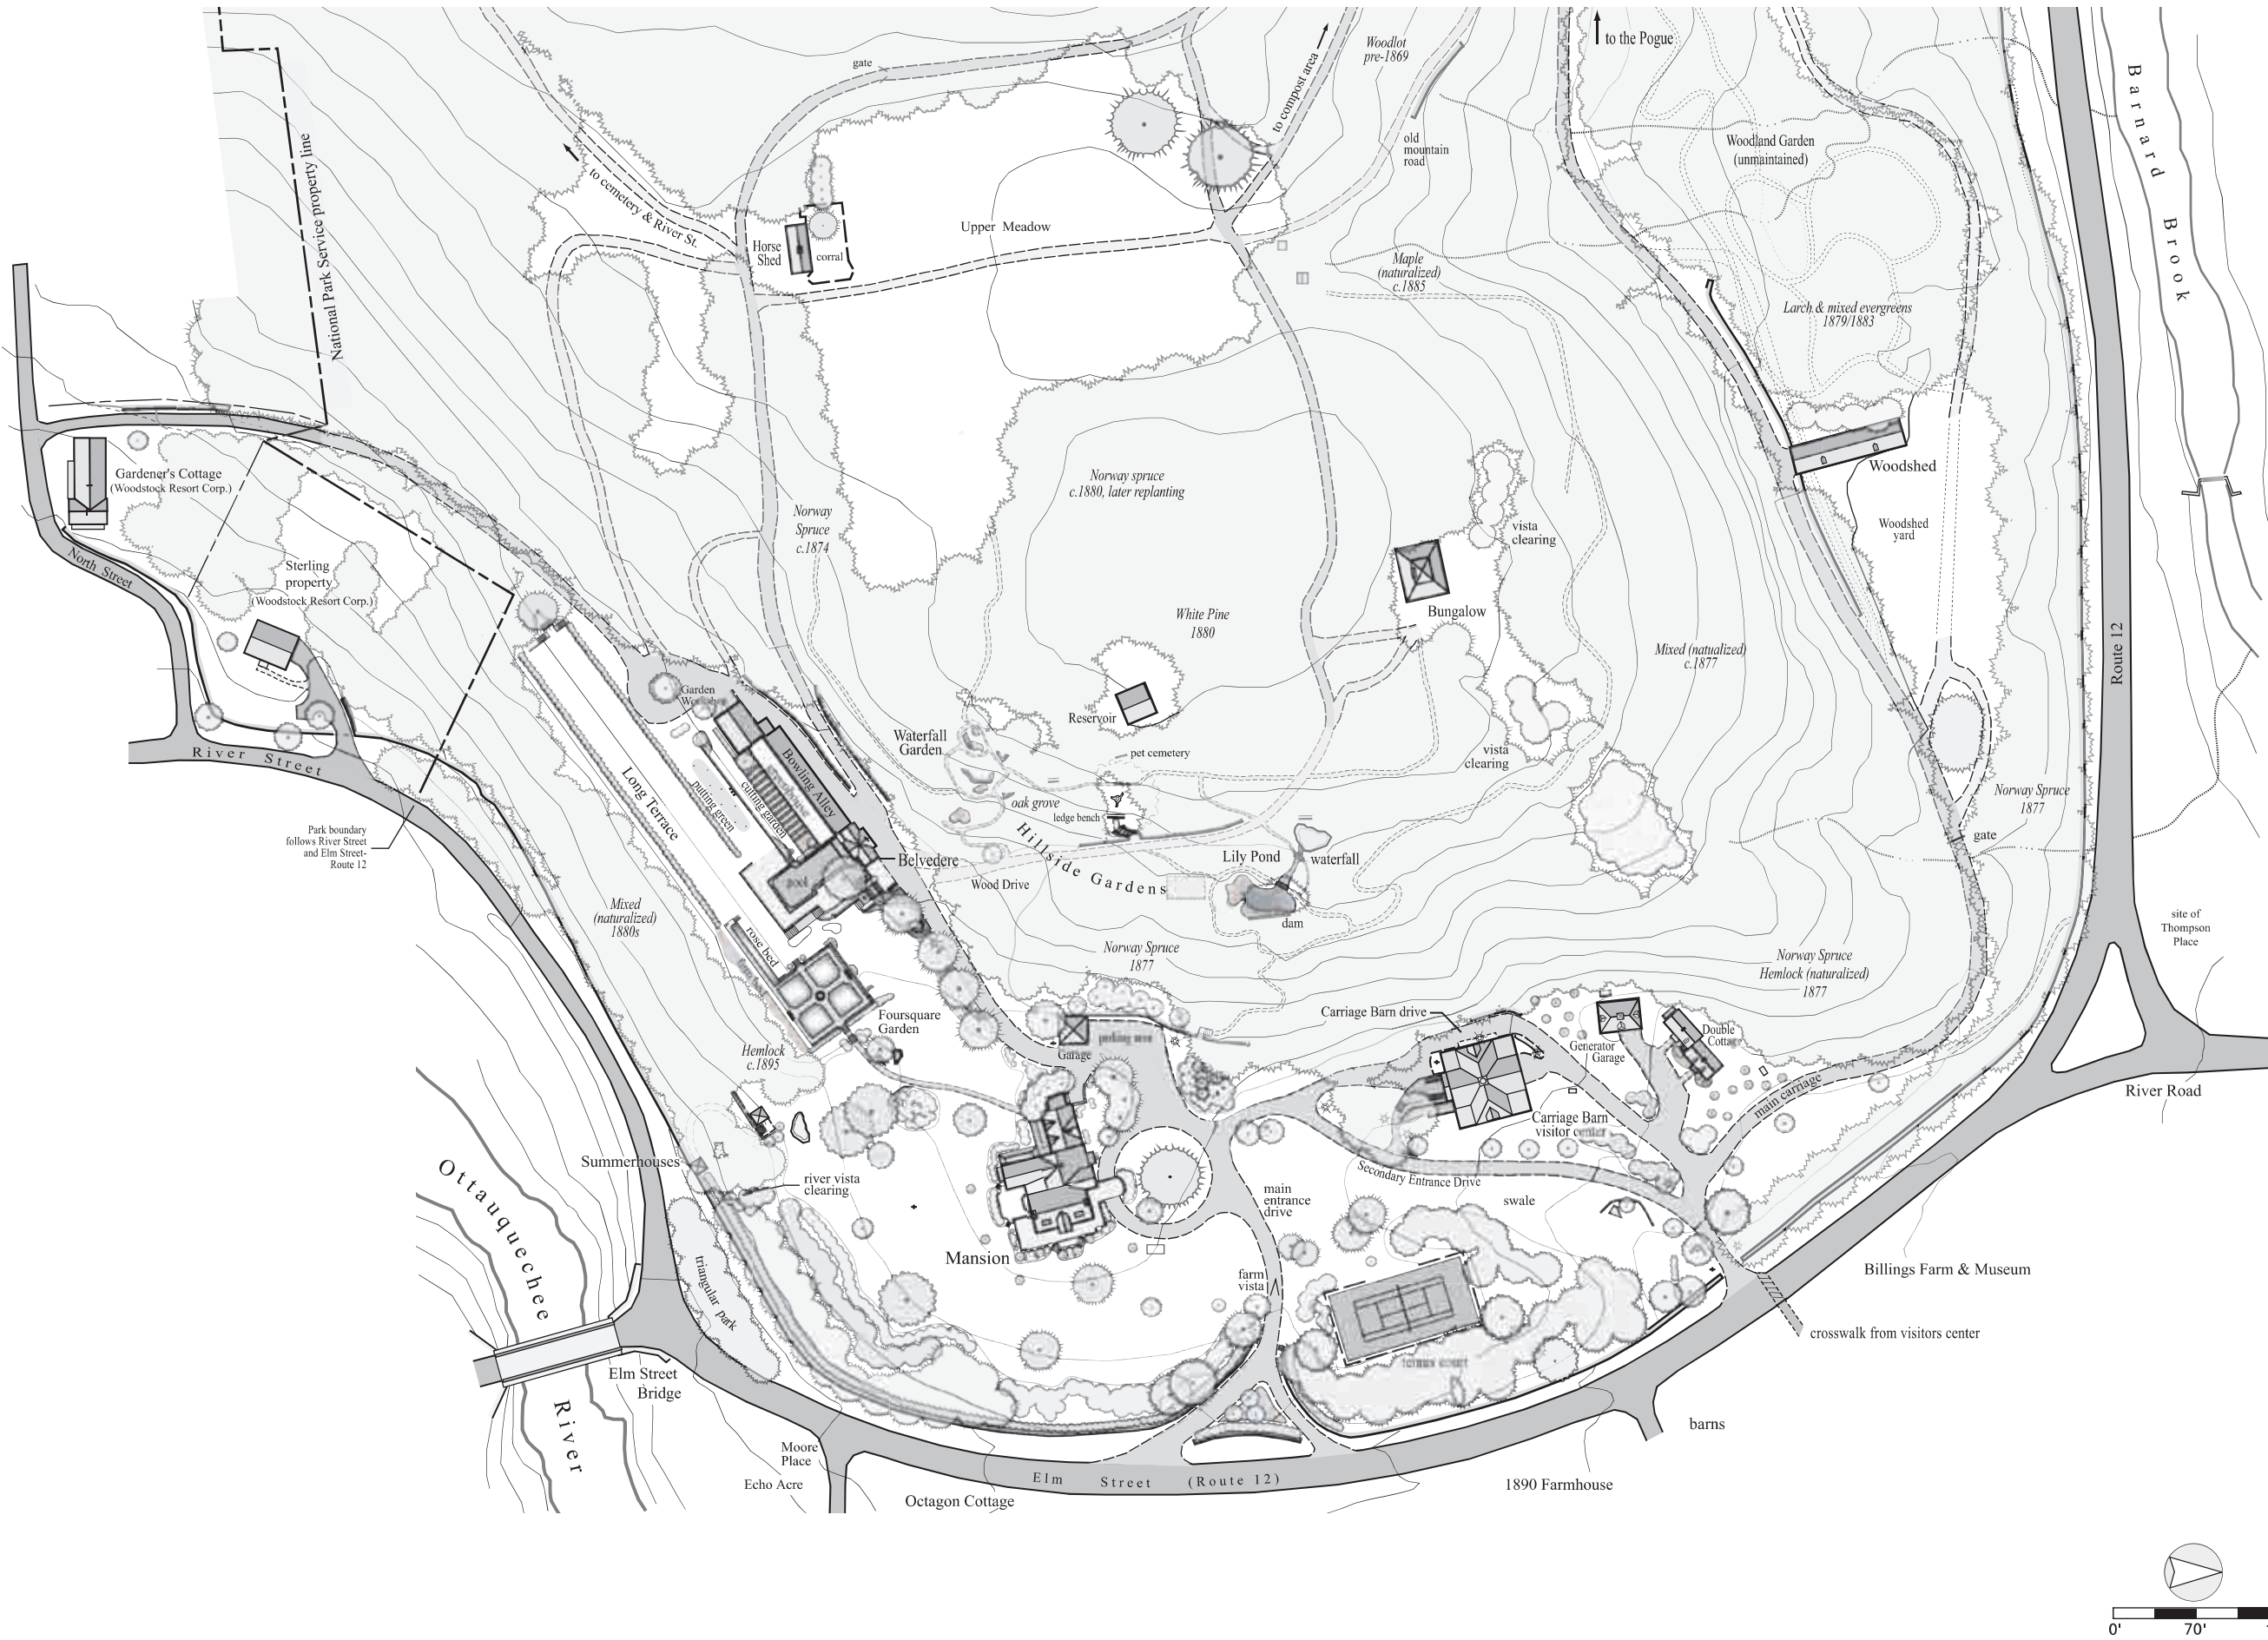 gate
Woodlot
pre-1869
to the Pogue
Barnard Brook
to compost area
old
mountain
road
Woodland Garden
(unmaintained)
National Park Service property line
to cemetery & River St.
Horse
Shed
corral
Upper Meadow
Maple
(naturalized)
c.1885
Larch & mixed evergreens
1879/1883
Gardener's Cottage
(Woodstock Resort Corp.)
Norway spruce
c.1880, later replanting
Woodshed
Norway
Spruce
c.1874
vista
clearing
Woodshed
yard
North Street
Sterling
property
(Woodstock Resort Corp.)
Bungalow
White Pine
1880
Mixed (natualized)
c.1877
Route 12
Garden
Reservoir
Waterfall
Garden
River Street
pet cemetery
vista
clearing
Long Terrace
Bowling Alley
putting green
cutting garden
Norway Spruce
1877
oak grove
ledge bench
gate
Park boundary
follows River Street
and Elm Street-
Route 12
Belvedere
Hillside Gardens
Lily Pond
waterfall
Wood Drive
pool
dam
Mixed
(naturalized)
1880s
rose bed
site of
Thompson
Place
Norway Spruce
1877
Norway Spruce
Hemlock (naturalized)
1877
Foursquare
Garden
Carriage Barn drive
Garage
parking area
Generator
Garage
Double
Cottage
Hemlock
c.1895
main carriage
River Road
Carriage Barn
visitor center
Summerhouses
Ottauquechee
river vista
clearing
Secondary Entrance Drive
main
entrance
drive
swale
Mansion
triangular park
farm
vista
Billings Farm & Museum
crosswalk from visitors center
tennis court
Elm Street
Bridge
River
barns
Moore
Place
Echo Acre
Elm Street (Route 12)
1890 Farmhouse
Octagon Cottage
0'
70'